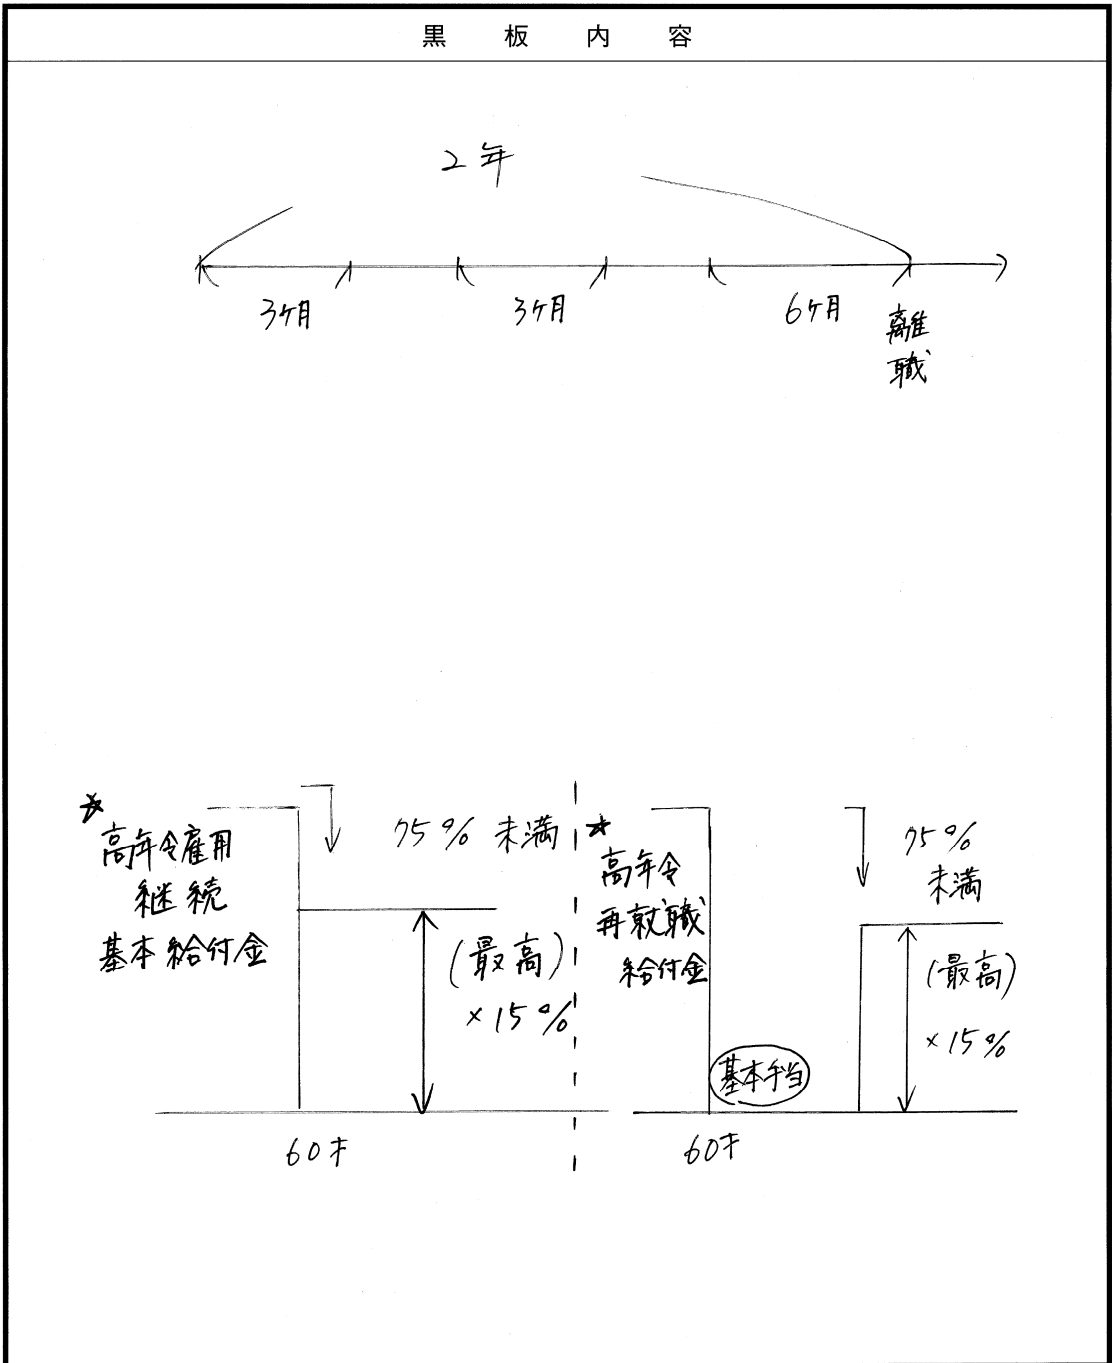 黒板内容
2年
3ヶ月
3ヶ月
6ヶ月
離
職
★
高年令雇用
継続
基本給付金
75% 未満
(最高)
×15%
60才
★
高年令
再就職
給付金
75%
未満
(最高)
×15%
基本手当
60才